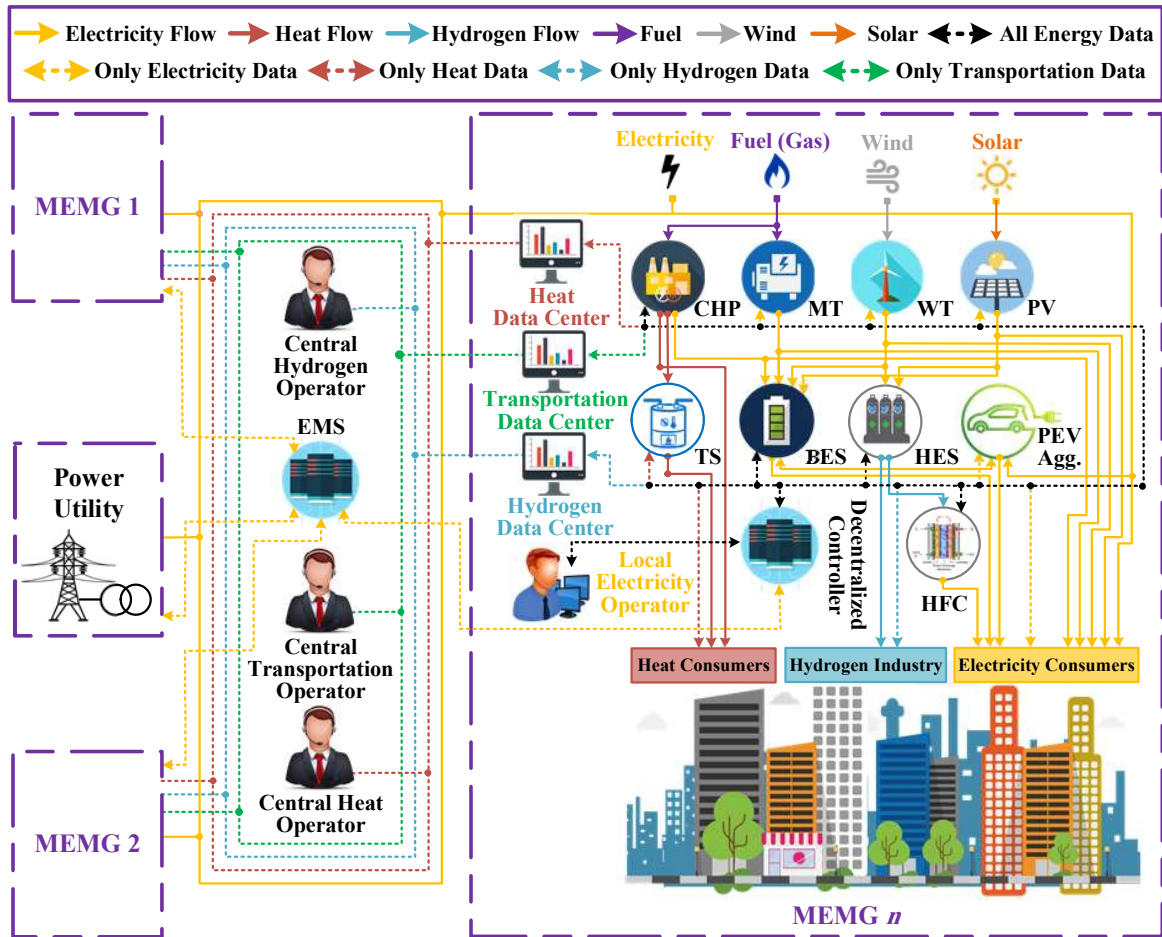 Electricity Flow Heat Flow Hydrogen Flow Fuel Wind Solar All Energy Data
Only Electricity Data Only Heat Data Only Hydrogen Data Only Transportation Data
MEMG 1
Power
Utility
MEMG 2
Central
Hydrogen
Operator
EMS
Central
Transportation
Operator
Central Heat
Operator
Electricity Fuel (Gas) Wind Solar
Heat
Data Center
CHP MT WT PV
Transportation
Data Center
TS BES HES PEV
Agg.
Hydrogen
Data Center
Local
Electricity
Operator
Decentralized
Controller
HFC
Heat Consumers Hydrogen Industry Electricity Consumers
MEMG n